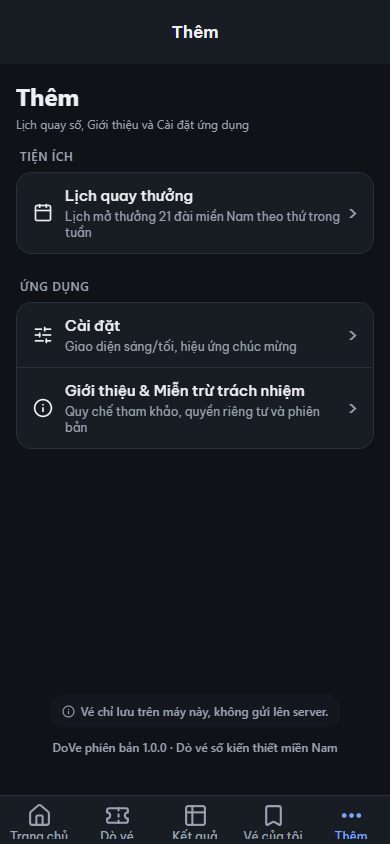 Thêm
Thêm
Lịch quay số, Giới thiệu và Cài đặt ứng dụng
TIỆN ÍCH
Lịch quay thưởng
Lịch mở thưởng 21 đài miền Nam theo thứ trong
tuần
ỨNG DỤNG
Cài đặt
Giao diện sáng/tối, hiệu ứng chúc mừng
Giới thiệu & Miễn trừ trách nhiệm
Quy chế tham khảo, quyền riêng tư và phiên
bản
Vé chỉ lưu trên máy này, không gửi lên server.
DoVe phiên bản 1.0.0 · Dò vé số kiến thiết miền Nam
Trang chủ Dò vé Kết quả Vé của tôi Thêm